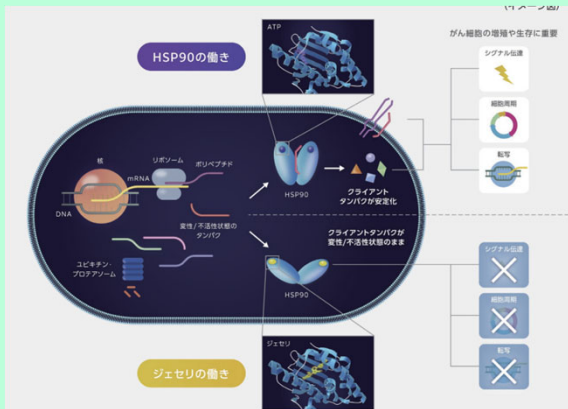 (イメージ図)
がん細胞の増殖や生存に重要
HSP90の働き
ATP
シグナル伝達
細胞周期
転写
核
mRNA
リボソーム
ポリペプチド
DNA
HSP90
クライアント
タンパクが安定化
変性/不活性状態の
タンパク
クライアントタンパクが
変性/不活性状態のまま
ユビキチン・
プロテアソーム
HSP90
シグナル伝達
細胞周期
転写
ジェセリの働き
ジェセリ